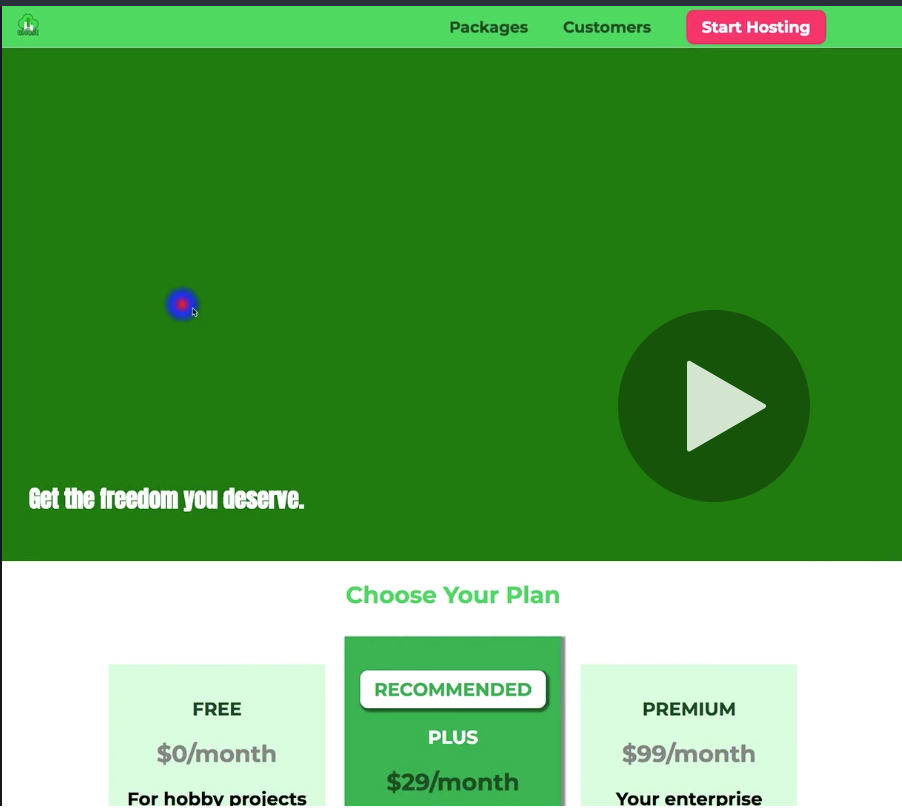 Packages Customers Start Hosting
Get the freedom you deserve.
Choose Your Plan
FREE
$0/month
For hobby projects
RECOMMENDED
PLUS
$29/month
PREMIUM
$99/month
Your enterprise